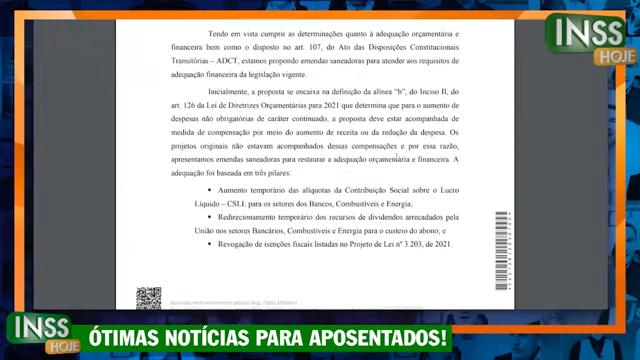 INSS
HOJE
Tendo em vista cumprir as determinações quanto à adequação orçamentária e
financeira bem como o disposto no art. 107, do Ato das Disposições Constitucionais
Transitórias – ADCT, estamos propondo emendas saneadoras para atender aos requisitos de
adequação financeira da legislação vigente.
Inicialmente, a proposta se encaixa na definição da alínea “b”, do Inciso II, do
art. 126 da Lei de Diretrizes Orçamentárias para 2021 que determina que para o aumento de
despesas não obrigatórias de caráter continuado, a proposta deve estar acompanhada de
medida de compensação por meio do aumento de receita ou da redução da despesa. Os
projetos originais não estavam acompanhados dessas compensações e por essa razão,
apresentamos emendas saneadoras para restaurar a adequação orçamentária e financeira. A
adequação foi baseada em três pilares:
• Aumento temporário das alíquotas da Contribuição Social sobre o Lucro
Líquido – CSLL para os setores dos Bancos, Combustíveis e Energia;
• Redirecionamento temporário dos recursos de dividendos arrecadados pela
União nos setores Bancários, Combustíveis e Energia para o custeio do abono; e
• Revogação de isenções fiscais listadas no Projeto de Lei nº 3.203, de 2021.
Assinado eletronicamente pelo(a) Dep. Fábio Mitidieri
INSS
HOJE
ÓTIMAS NOTÍCIAS PARA APOSENTADOS!